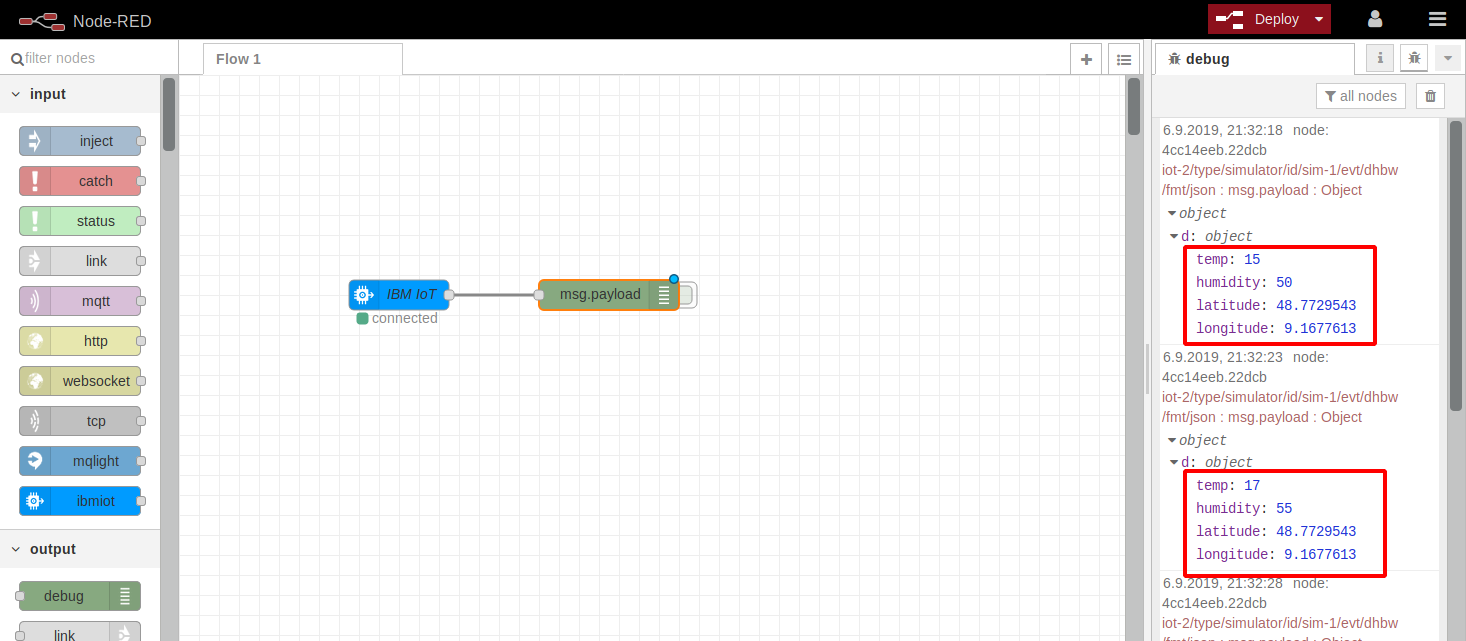 Node-RED
Deploy
filter nodes
input
inject
catch
status
link
mqtt
http
websocket
tcp
mqlight
ibmiot
output
debug
link
Flow 1
IBM IoT
connected
msg.payload
debug
i
all nodes
6.9.2019, 21:32:18 node:
4cc14eeb.22dcb
iot-2/type/simulator/id/sim-1/evt/dhbw
/fmt/json : msg.payload : Object
object
d: object
temp: 15
humidity: 50
latitude: 48.7729543
longitude: 9.1677613
6.9.2019, 21:32:23 node:
4cc14eeb.22dcb
iot-2/type/simulator/id/sim-1/evt/dhbw
/fmt/json : msg.payload : Object
object
d: object
temp: 17
humidity: 55
latitude: 48.7729543
longitude: 9.1677613
6.9.2019, 21:32:28 node:
4cc14eeb.22dcb
iot-2/type/simulator/id/sim-1/evt/dhbw
/fmt/json : msg.payload : Object